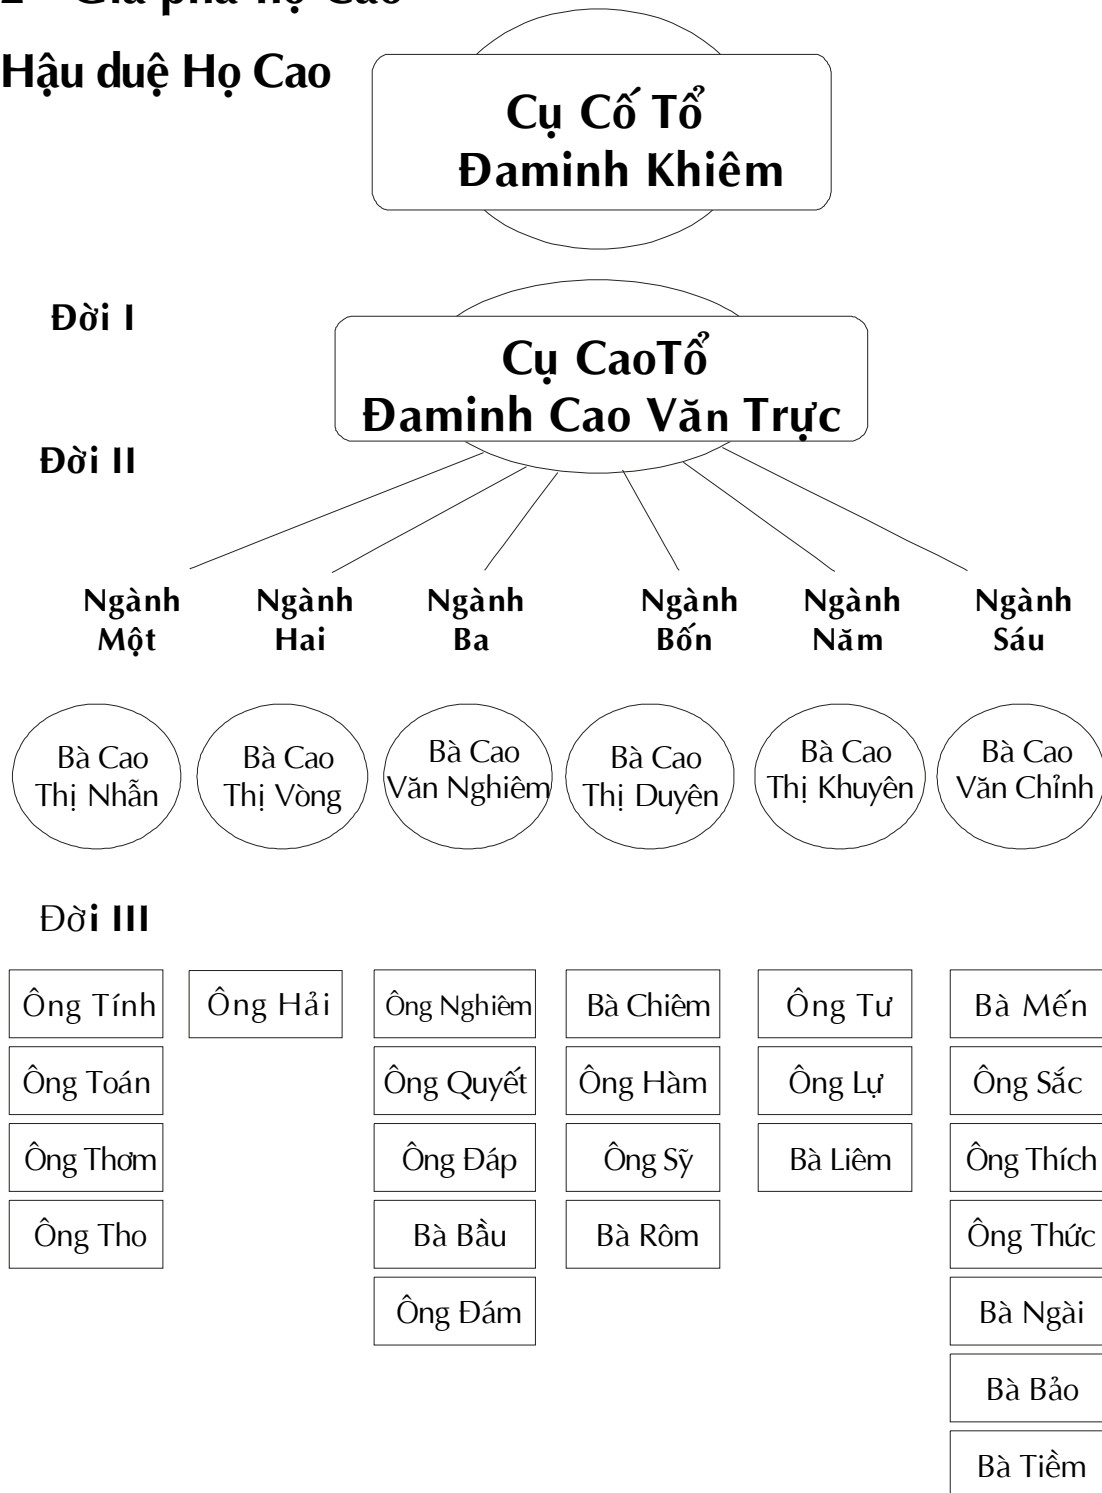 Gia phả họ Cao
Hậu duệ Họ Cao
Cụ Cố Tổ
Đaminh Khiêm
Đời I
Cụ CaoTổ
Đaminh Cao Văn Trực
Đời II
Ngành Một
Ngành Hai
Ngành Ba
Ngành Bốn
Ngành Năm
Ngành Sáu
Bà Cao
Thị Nhẫn
Bà Cao
Thị Vòng
Bà Cao
Văn Nghiêm
Bà Cao
Thị Duyên
Bà Cao
Thị Khuyên
Bà Cao
Văn Chỉnh
Đời III
Ông Tính
Ông Toán
Ông Thơm
Ông Tho
Ông Hải
Ông Nghiêm
Ông Quyết
Ông Đáp
Bà Bầu
Ông Đám
Bà Chiêm
Ông Hàm
Ông Sỹ
Bà Rôm
Ông Tư
Ông Lự
Bà Liêm
Bà Mến
Ông Sắc
Ông Thích
Ông Thức
Bà Ngài
Bà Bảo
Bà Tiềm